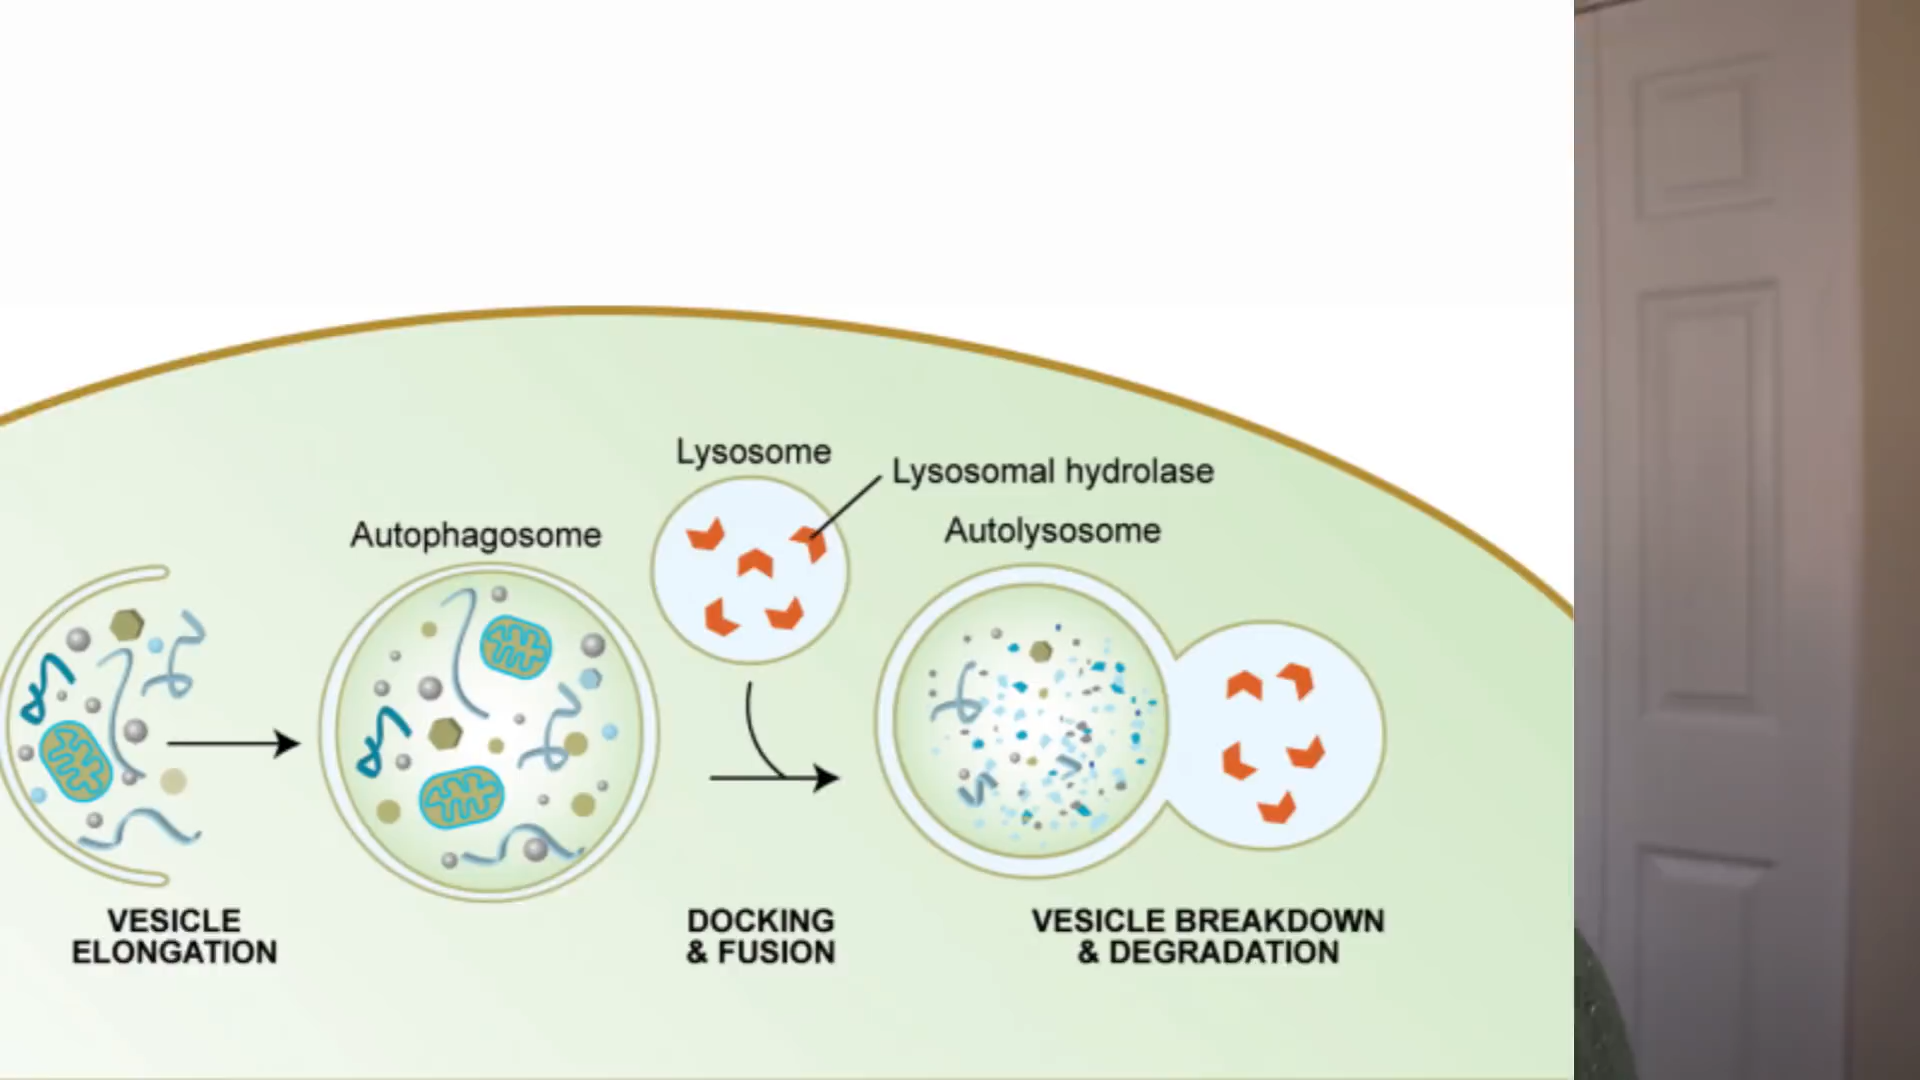 Lysosome
Lysosomal hydrolase
Autophagosome
Autolysosome
VESICLE
ELONGATION
DOCKING
& FUSION
VESICLE BREAKDOWN
& DEGRADATION